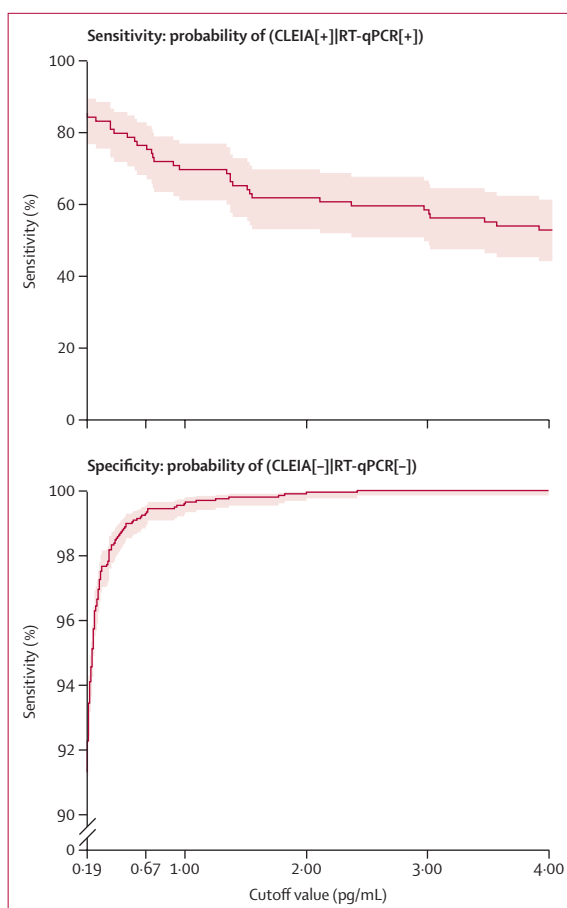 Sensitivity: probability of (CLEIA[+]|RT-qPCR[+])
100
80
60
40
20
0
Sensitivity (%)
Specificity: probability of (CLEIA[–]|RT-qPCR[–])
100
98
96
94
92
90
0
Sensitivity (%)
0·19 0·67 1·00 2·00 3·00 4·00
Cutoff value (pg/mL)